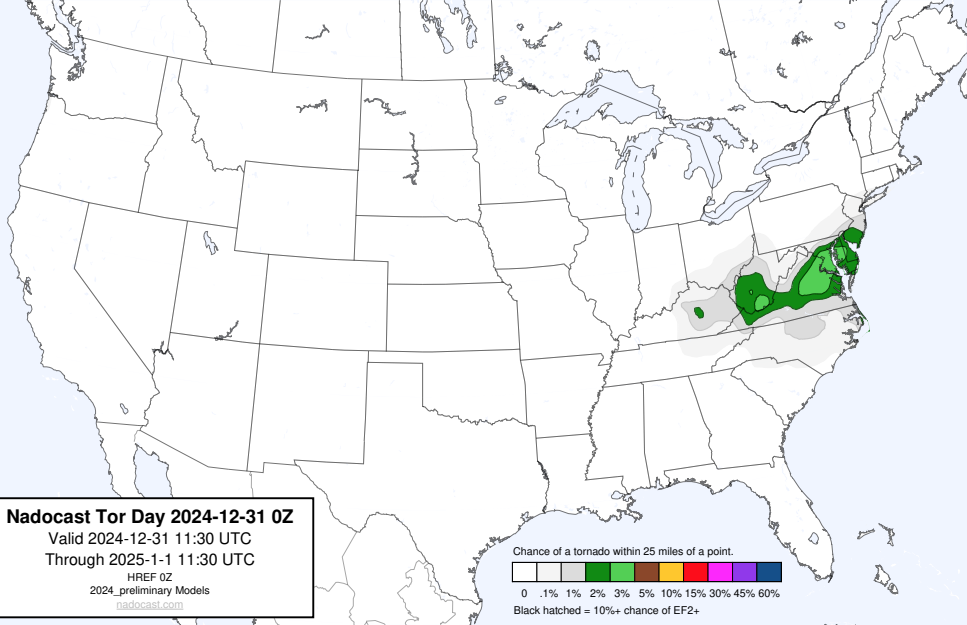 Nadocast Tor Day 2024-12-31 0Z
Valid 2024-12-31 11:30 UTC
Through 2025-1-1 11:30 UTC
HREF 0Z
2024_preliminary Models
nadocast.com
Chance of a tornado within 25 miles of a point.
0 .1% 1% 2% 3% 5% 10% 15% 30% 45% 60%
Black hatched = 10%+ chance of EF2+